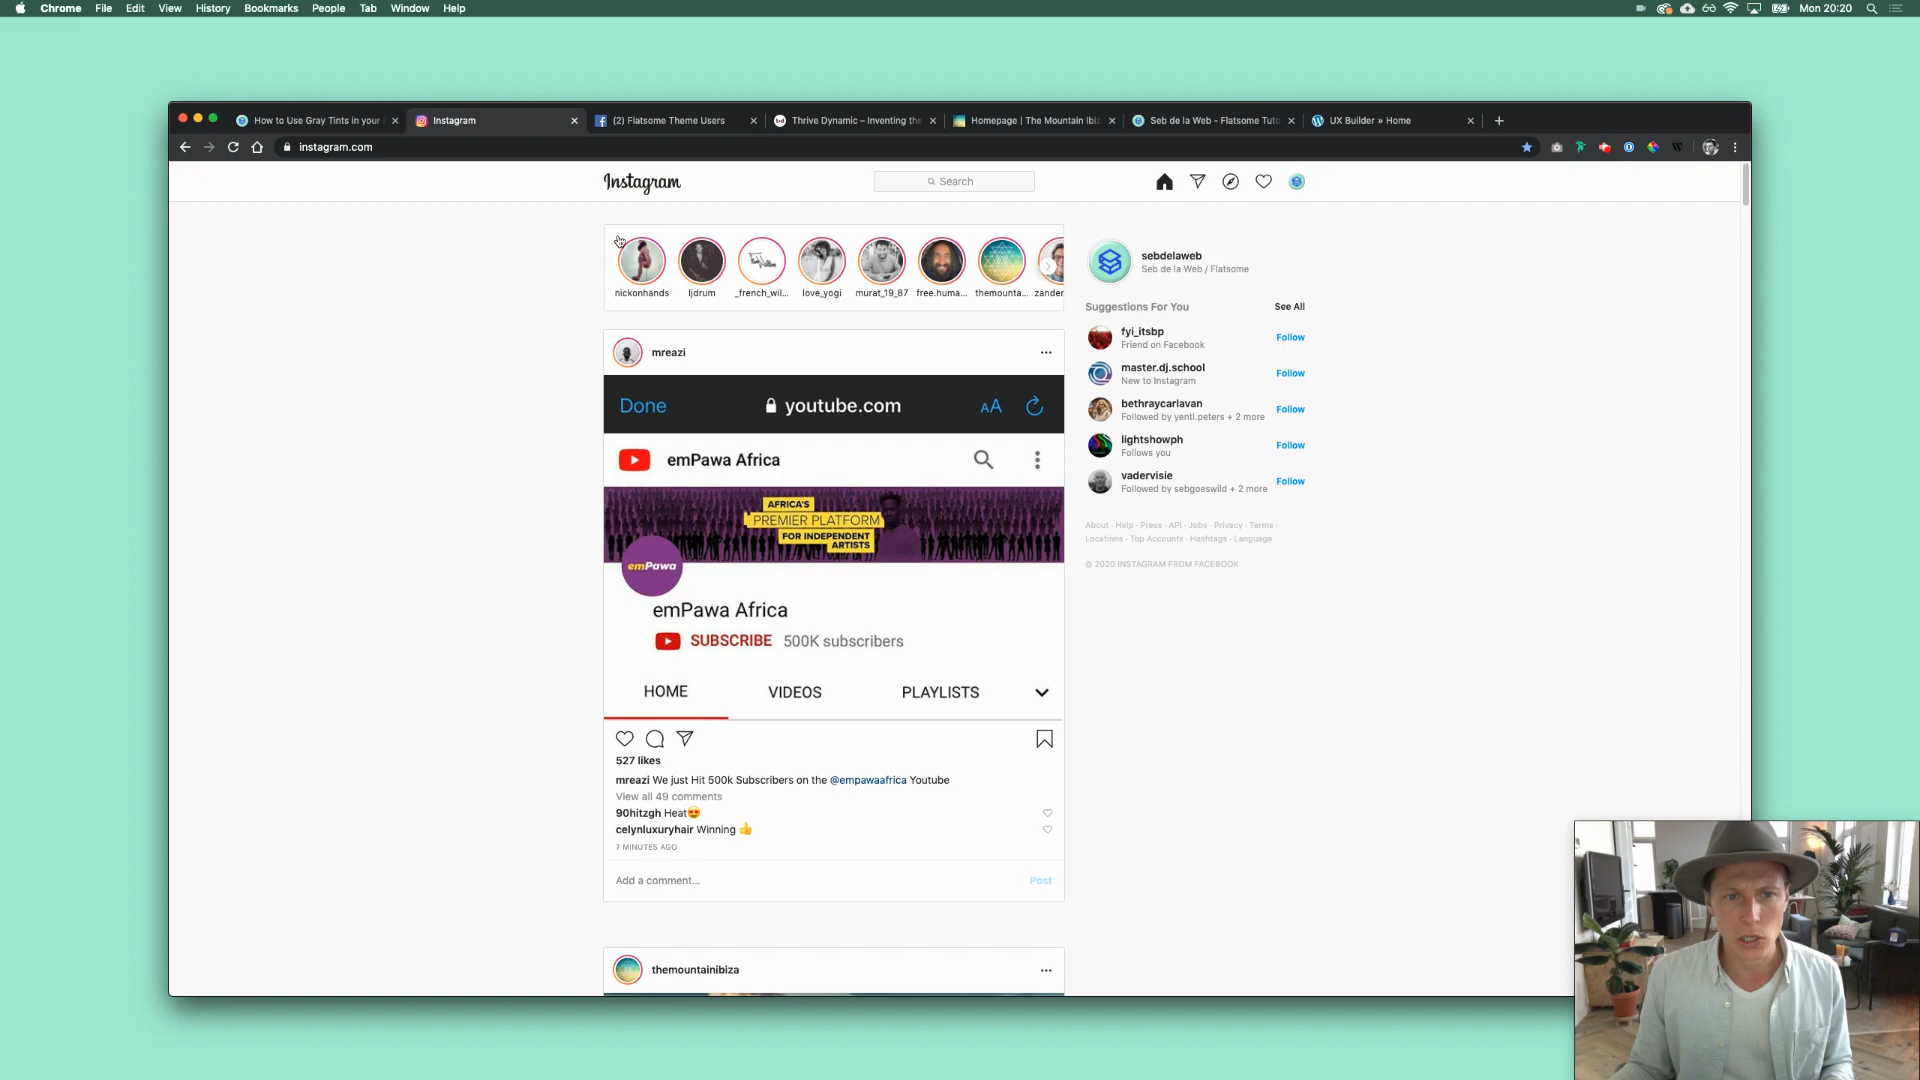 Chrome File Edit View History Bookmarks People Tab Window Help
Mon 20:20
How to Use Gray Tints in your
Instagram
(2) Flatsome Theme Users
Thrive Dynamic – Inventing the
Homepage | The Mountain Ibiz
Seb de la Web - Flatsome Tuto
UX Builder » Home
instagram.com
Instagram
Search
nickonhands
ljdrum
_french_wil...
love_yogi
murat_19_87
free.huma...
themounta...
zander
sebdelaweb
Seb de la Web / Flatsome
Suggestions For You
See All
fyi_itsbp
Friend on Facebook
Follow
master.dj.school
New to Instagram
Follow
bethraycarlavan
Followed by yentl.peters + 2 more
Follow
lightshowph
Follows you
Follow
vadervisie
Followed by sebgoeswild + 2 more
Follow
About · Help · Press · API · Jobs · Privacy · Terms ·
Locations · Top Accounts · Hashtags · Language
© 2020 INSTAGRAM FROM FACEBOOK
mreazi
Done
youtube.com
AA
emPawa Africa
AFRICA'S
PREMIER PLATFORM
FOR INDEPENDENT
ARTISTS
emPawa
emPawa Africa
SUBSCRIBE 500K subscribers
HOME
VIDEOS
PLAYLISTS
527 likes
mreazi We just Hit 500k Subscribers on the @empawaafrica Youtube
View all 49 comments
90hitzgh Heat😍
celynluxuryhair Winning 👍
7 MINUTES AGO
Add a comment...
Post
themountainibiza